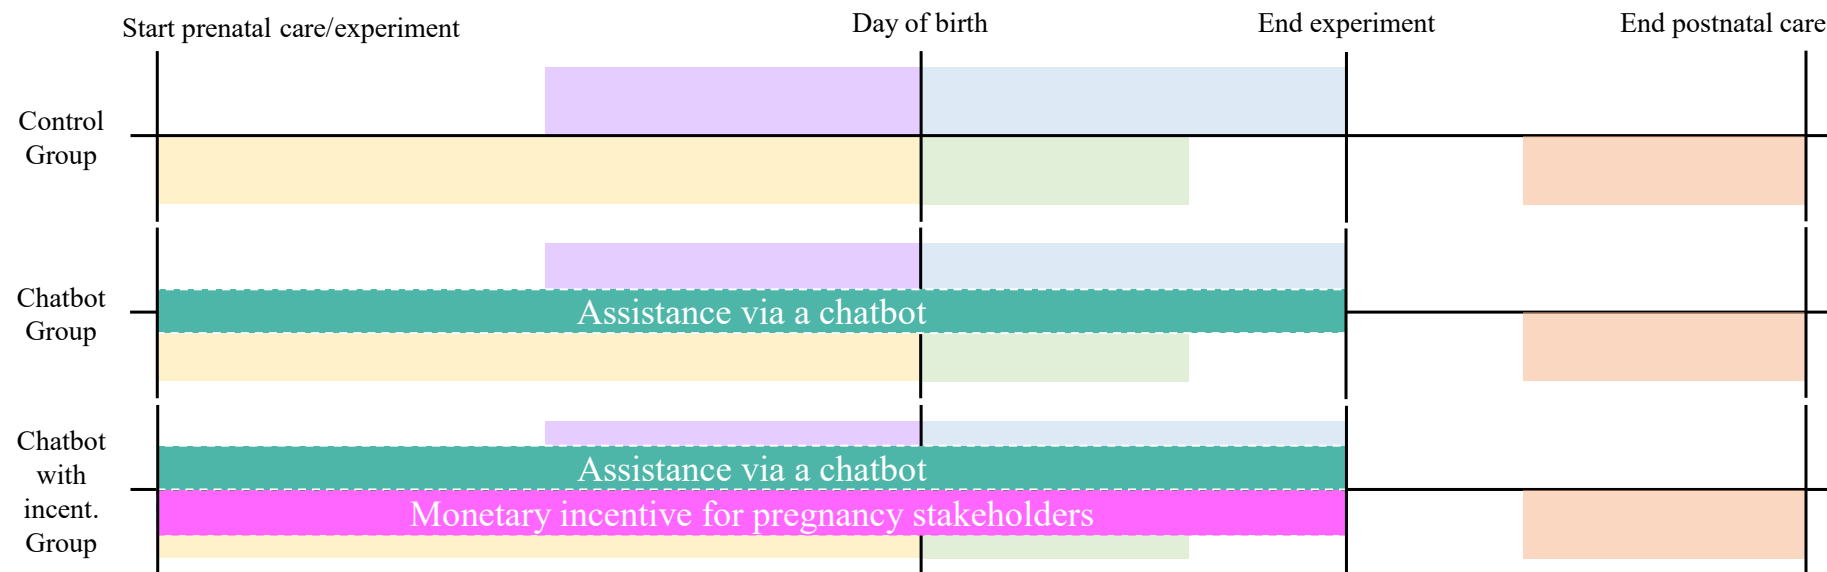 Start prenatal care/experiment
Day of birth
End experiment
End postnatal care
Control
Group
Chatbot
Group
Assistance via a chatbot
Chatbot
with
incent.
Group
Assistance via a chatbot
Monetary incentive for pregnancy stakeholders